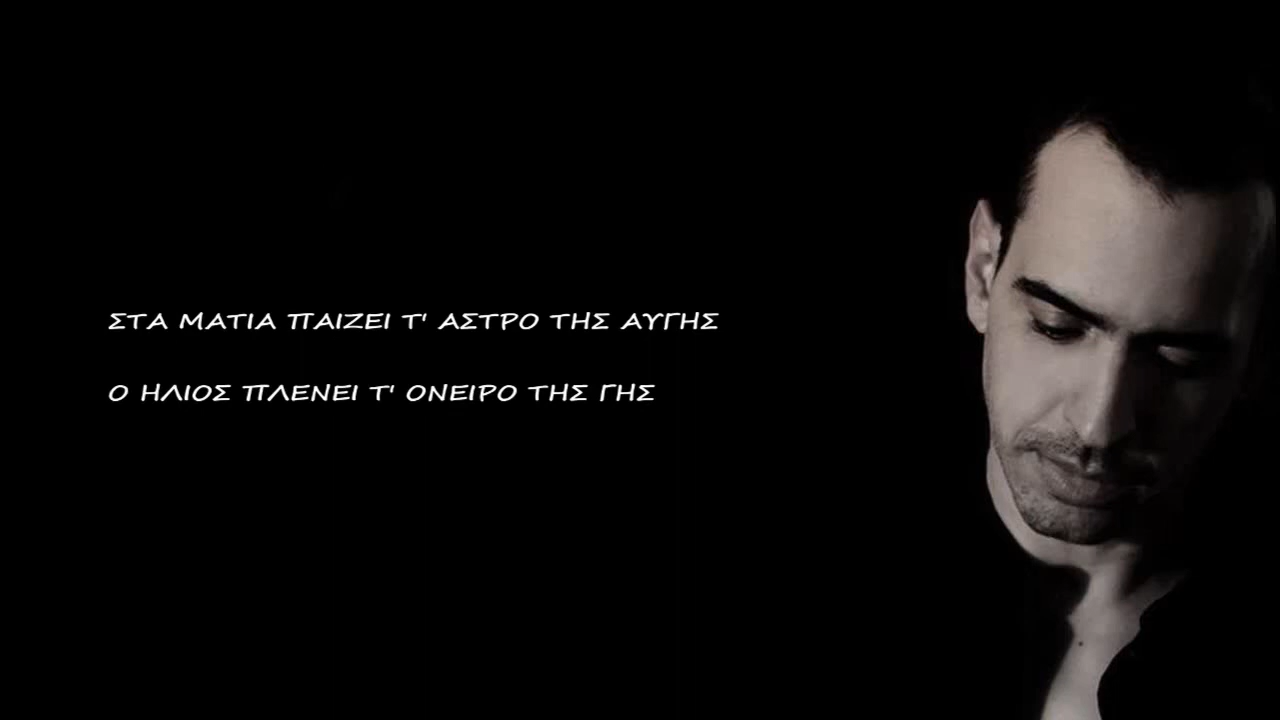 ΣΤΑ ΜΑΤΙΑ ΠΑΙΖΕΙ Τ' ΑΣΤΡΟ ΤΗΣ ΑΥΓΗΣ
Ο ΗΛΙΟΣ ΠΛΕΝΕΙ Τ' ΟΝΕΙΡΟ ΤΗΣ ΓΗΣ